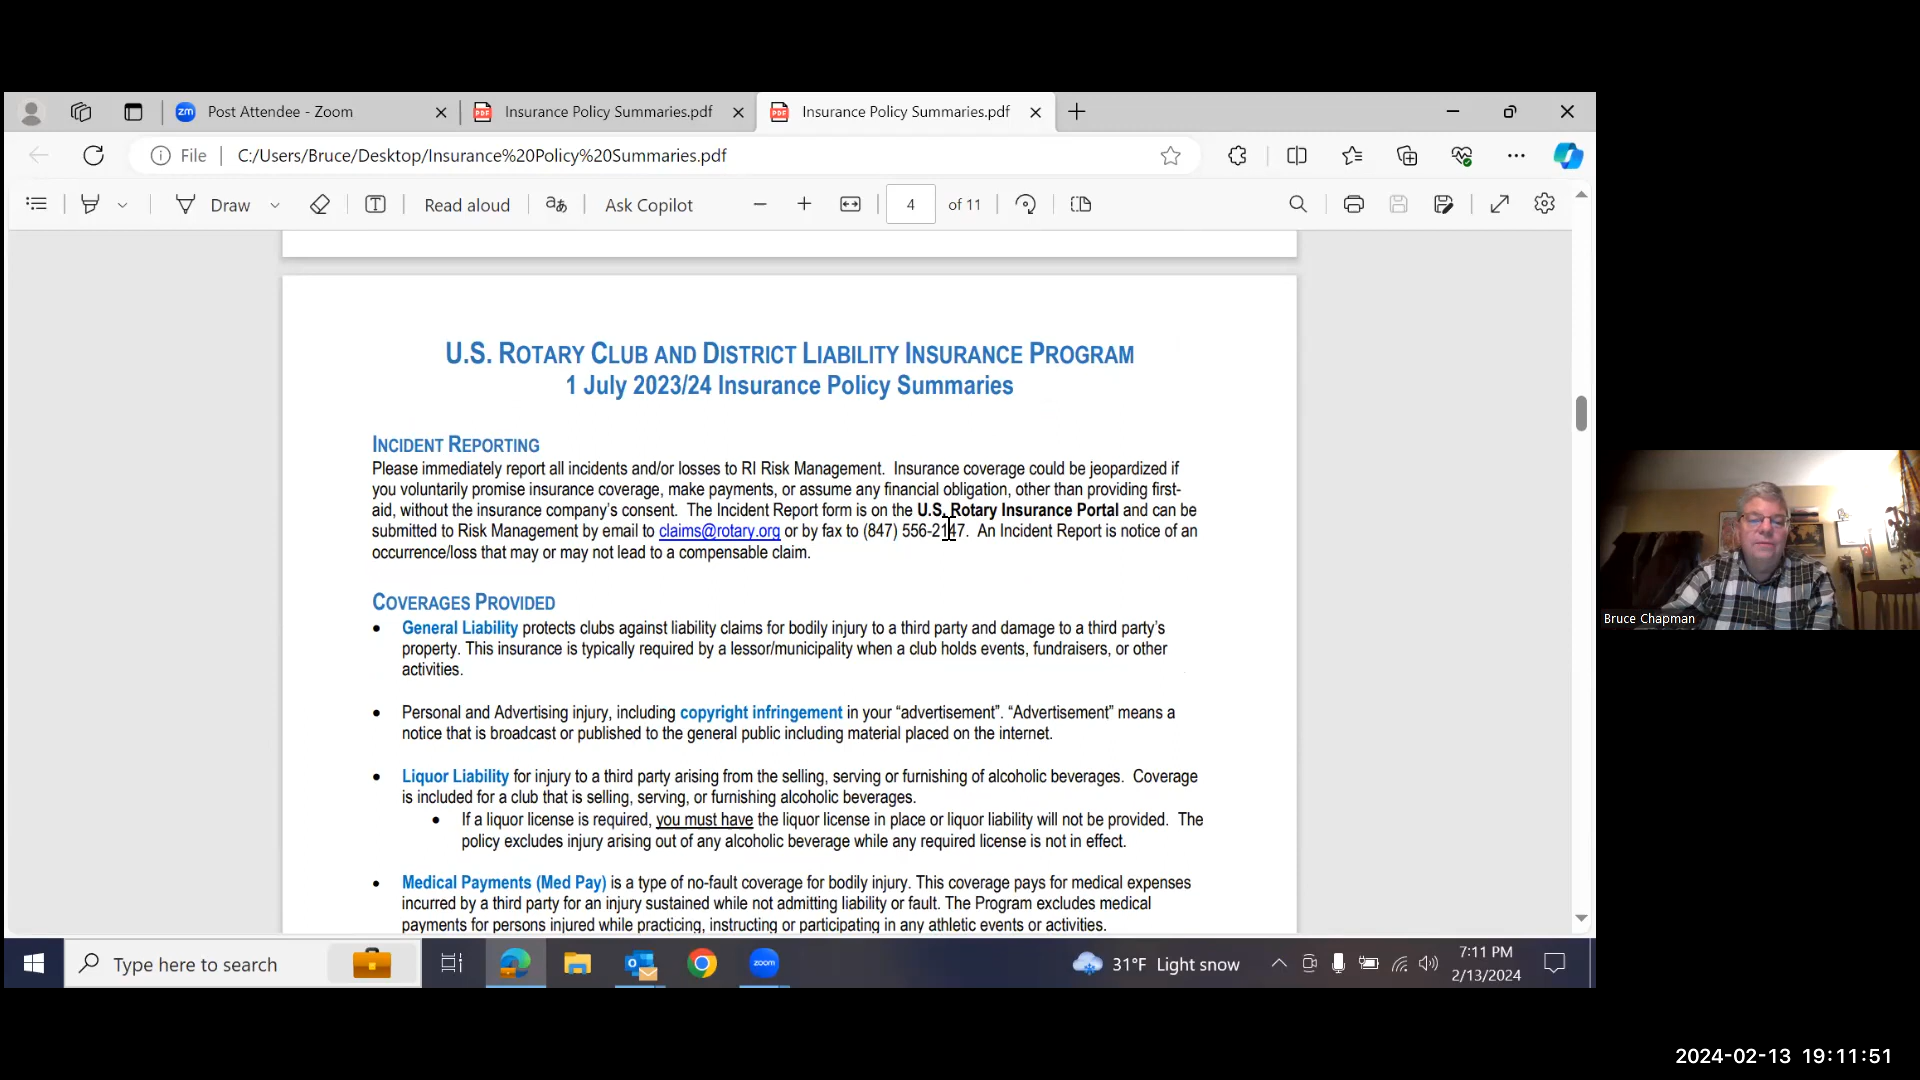 Post Attendee - Zoom
Insurance Policy Summaries.pdf
Insurance Policy Summaries.pdf
File
C:/Users/Bruce/Desktop/Insurance%20Policy%20Summaries.pdf
Draw
Read aloud
Ask Copilot
4
of 11
U.S. ROTARY CLUB AND DISTRICT LIABILITY INSURANCE PROGRAM
1 July 2023/24 Insurance Policy Summaries
INCIDENT REPORTING
Please immediately report all incidents and/or losses to RI Risk Management. Insurance coverage could be jeopardized if
you voluntarily promise insurance coverage, make payments, or assume any financial obligation, other than providing first-
aid, without the insurance company's consent. The Incident Report form is on the U.S. Rotary Insurance Portal and can be
submitted to Risk Management by email to claims@rotary.org or by fax to (847) 556-2147. An Incident Report is notice of an
occurrence/loss that may or may not lead to a compensable claim.
COVERAGES PROVIDED
• General Liability protects clubs against liability claims for bodily injury to a third party and damage to a third party's
property. This insurance is typically required by a lessor/municipality when a club holds events, fundraisers, or other
activities.
• Personal and Advertising injury, including copyright infringement in your “advertisement”. “Advertisement” means a
notice that is broadcast or published to the general public including material placed on the internet.
• Liquor Liability for injury to a third party arising from the selling, serving or furnishing of alcoholic beverages. Coverage
is included for a club that is selling, serving, or furnishing alcoholic beverages.
• If a liquor license is required, you must have the liquor license in place or liquor liability will not be provided. The
policy excludes injury arising out of any alcoholic beverage while any required license is not in effect.
• Medical Payments (Med Pay) is a type of no-fault coverage for bodily injury. This coverage pays for medical expenses
incurred by a third party for an injury sustained while not admitting liability or fault. The Program excludes medical
payments for persons injured while practicing, instructing or participating in any athletic events or activities.
Bruce Chapman
Type here to search
zoom
31°F Light snow
7:11 PM
2/13/2024
2024-02-13 19:11:51